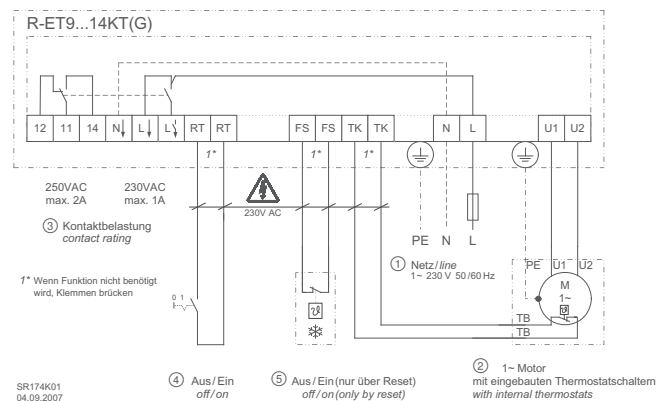 R-ET9...14KT(G)
12 11 14 N L L RT RT FS FS TK TK N L U1 U2
1* 1* 1*
250VAC
max. 2A
230VAC
max. 1A
230V AC
3 Kontaktbelastung
contact rating
PE N L
1 Netz/line
1~ 230 V 50/60 Hz
PE U1 U2
M
1~
ϑ
TB
TB
1* Wenn Funktion nicht benötigt
wird, Klemmen brücken
0 1
ϑ
4 Aus/Ein
off/on
5 Aus/Ein (nur über Reset)
off/on (only by reset)
2 1~ Motor
mit eingebauten Thermostatschaltern
with internal thermostats
SR174K01
04.09.2007